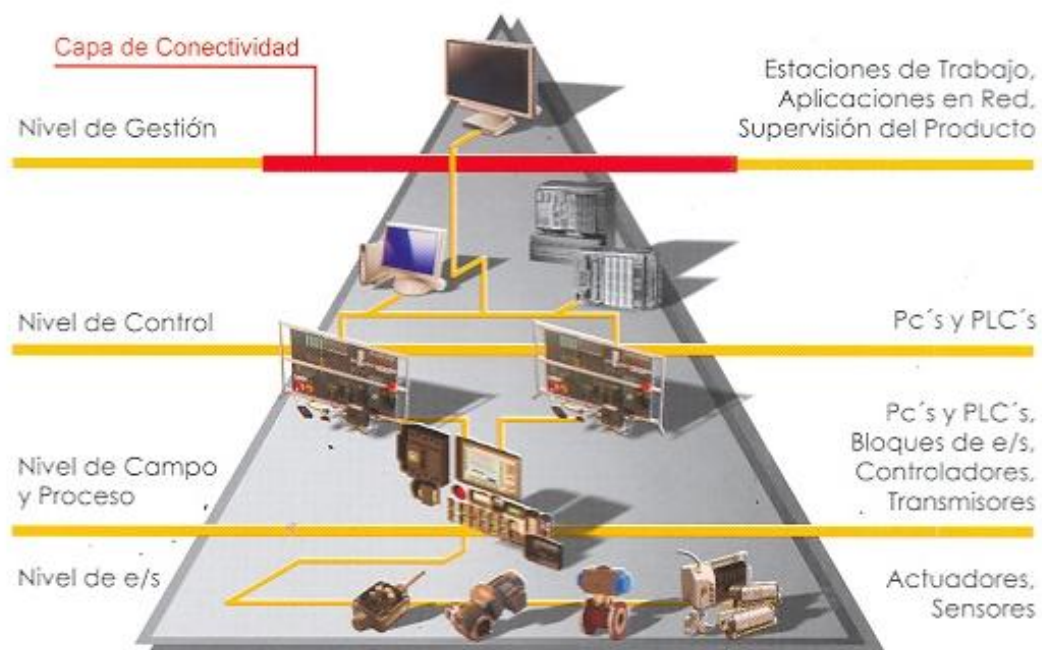 Capa de Conectividad
Nivel de Gestión
Estaciones de Trabajo,
Aplicaciones en Red,
Supervisión del Producto
Nivel de Control
Pc´s y PLC´s
Nivel de Campo
y Proceso
Pc´s y PLC´s,
Bloques de e/s,
Controladores,
Transmisores
Nivel de e/s
Actuadores,
Sensores